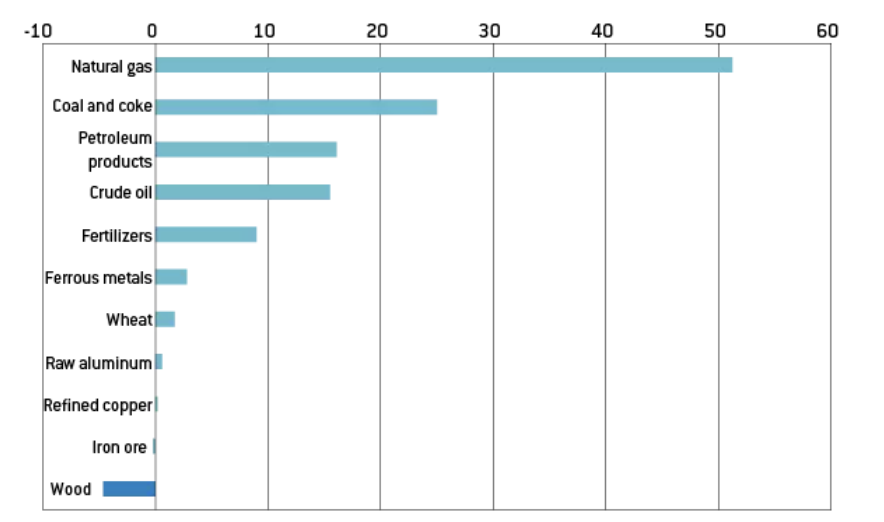 -10 0 10 20 30 40 50 60
Natural gas
Coal and coke
Petroleum
products
Crude oil
Fertilizers
Ferrous metals
Wheat
Raw aluminum
Refined copper
Iron ore
Wood